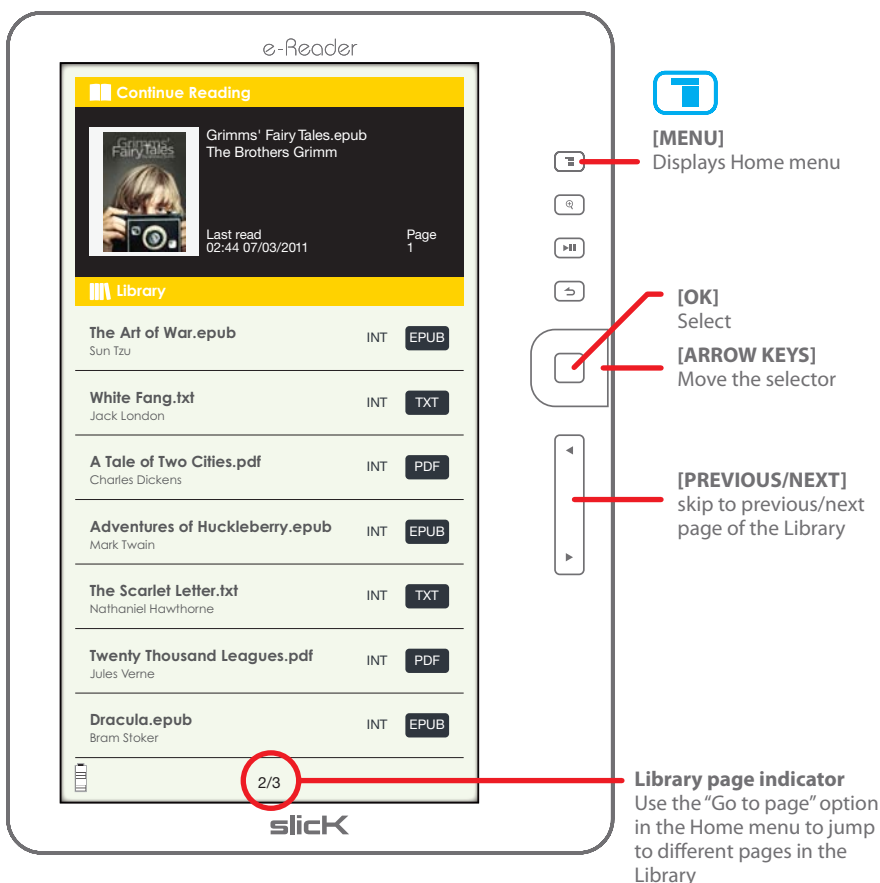 e-Reader
Continue Reading
Grimms'
Fairy Tales
Grimms' Fairy Tales.epub
The Brothers Grimm
Last read
02:44 07/03/2011
Page
1
Library
The Art of War.epub
Sun Tzu
INT
EPUB
White Fang.txt
Jack London
INT
TXT
A Tale of Two Cities.pdf
Charles Dickens
INT
PDF
Adventures of Huckleberry.epub
Mark Twain
INT
EPUB
The Scarlet Letter.txt
Nathaniel Hawthorne
INT
TXT
Twenty Thousand Leagues.pdf
Jules Verne
INT
PDF
Dracula.epub
Bram Stoker
INT
EPUB
2/3
slick
[MENU]
Displays Home menu
[OK]
Select
[ARROW KEYS]
Move the selector
[PREVIOUS/NEXT]
skip to previous/next
page of the Library
Library page indicator
Use the “Go to page” option
in the Home menu to jump
to different pages in the
Library